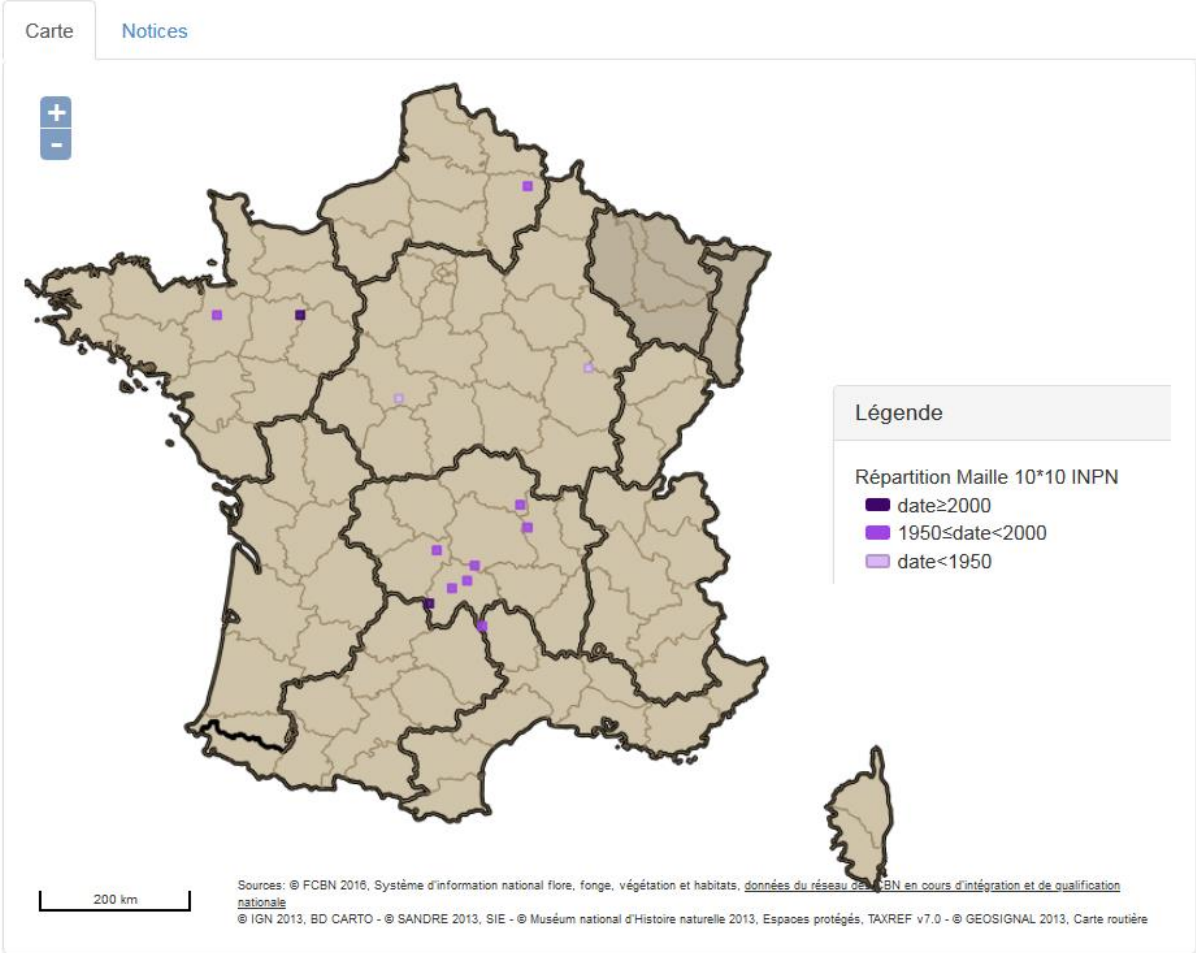 Carte
Notices
+
-
Légende
Répartition Maille 10*10 INPN
date≥2000
1950≤date<2000
date<1950
200 km
Sources: © FCBN 2016, Système d'information national flore, fonge, végétation et habitats, données du réseau des CBN en cours d'intégration et de qualification
nationale
© IGN 2013, BD CARTO - © SANDRE 2013, SIE - © Muséum national d'Histoire naturelle 2013, Espaces protégés, TAXREF v7.0 - © GEOSIGNAL 2013, Carte routière